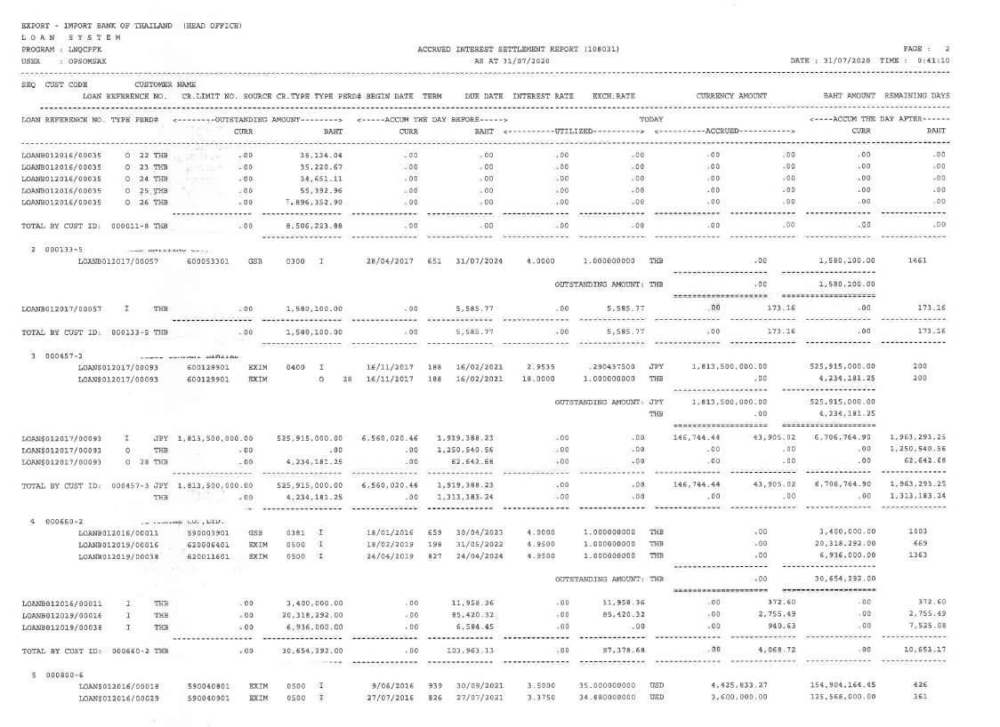 EXPORT - IMPORT BANK OF THAILAND (HEAD OFFICE)
L O A N   S Y S T E M
PROGRAM : LNQCPFK ACCRUED INTEREST SETTLEMENT REPORT (108031) PAGE : 2
USER : OPSOMSAK AS AT 31/07/2020 DATE : 31/07/2020 TIME : 0:41:10
SEQ CUST CODE CUSTOMER NAME
LOAN REFERENCE NO. CR.LIMIT NO. SOURCE CR.TYPE TYPE PERD# BEGIN DATE TERM DUE DATE INTEREST RATE EXCH.RATE CURRENCY AMOUNT BAHT AMOUNT REMAINING DAYS
LOAN REFERENCE NO. TYPE PERD# <--------OUTSTANDING AMOUNT--------> <-----ACCUM THE DAY BEFORE-----> TODAY <----ACCUM THE DAY AFTER------
CURR BAHT CURR BAHT <----------UTILIZED----------> <----------ACCRUED-----------> CURR BAHT
LOANB012016/00035 O 22 THB .00 35,134.04 .00 .00 .00 .00 .00 .00 .00 .00
LOANB012016/00035 O 23 THB .00 35,220.67 .00 .00 .00 .00 .00 .00 .00 .00
LOANB012016/00035 O 24 THB .00 34,651.11 .00 .00 .00 .00 .00 .00 .00 .00
LOANB012016/00035 O 25 THB .00 55,392.96 .00 .00 .00 .00 .00 .00 .00 .00
LOANB012016/00035 O 26 THB .00 7,896,352.90 .00 .00 .00 .00 .00 .00 .00 .00
TOTAL BY CUST ID: 000011-8 THB .00 8,506,223.88 .00 .00 .00 .00 .00 .00 .00 .00
2 000133-5
LOANB012017/00057 600053301 GSB 0300 I 28/04/2017 651 31/07/2024 4.0000 1.000000000 THB .00 1,580,100.00 1461
OUTSTANDING AMOUNT: THB .00 1,580,100.00
LOANB012017/00057 I THB .00 1,580,100.00 .00 5,585.77 .00 5,585.77 .00 173.16 .00 173.16
TOTAL BY CUST ID: 000133-5 THB .00 1,580,100.00 .00 5,585.77 .00 5,585.77 .00 173.16 .00 173.16
3 000457-3
LOAN$012017/00093 600129901 EXIM 0400 I 16/11/2017 188 16/02/2021 2.9535 .290437500 JPY 1,813,500,000.00 525,915,000.00 200
LOAN$012017/00093 600129901 EXIM O 28 16/11/2017 188 16/02/2021 18.0000 1.000000000 THB .00 4,234,181.25 200
OUTSTANDING AMOUNT: JPY 1,813,500,000.00 525,915,000.00
THB .00 4,234,181.25
LOAN$012017/00093 I JPY 1,813,500,000.00 525,915,000.00 6,560,020.46 1,919,388.23 .00 .00 146,744.44 43,905.02 6,706,764.90 1,963,293.25
LOAN$012017/00093 O THB .00 .00 .00 1,250,540.56 .00 .00 .00 .00 .00 1,250,540.56
LOAN$012017/00093 O 28 THB .00 4,234,181.25 .00 62,642.68 .00 .00 .00 .00 .00 62,642.68
TOTAL BY CUST ID: 000457-3 JPY 1,813,500,000.00 525,915,000.00 6,560,020.46 1,919,388.23 .00 .00 146,744.44 43,905.02 6,706,764.90 1,963,293.25
THB .00 4,234,181.25 .00 1,313,183.24 .00 .00 .00 .00 .00 1,313,183.24
4 000660-2 CO.,LTD.
LOANB012016/00011 590003901 GSB 0381 I 18/01/2016 659 30/04/2023 4.0000 1.000000000 THB .00 3,400,000.00 1003
LOANB012019/00016 620006401 EXIM 0500 I 18/02/2019 198 31/05/2022 4.9500 1.000000000 THB .00 20,318,292.00 669
LOANB012019/00038 620011601 EXIM 0500 I 24/04/2019 827 24/04/2024 4.9500 1.000000000 THB .00 6,936,000.00 1363
OUTSTANDING AMOUNT: THB .00 30,654,292.00
LOANB012016/00011 I THB .00 3,400,000.00 .00 11,958.36 .00 11,958.36 .00 372.60 .00 372.60
LOANB012019/00016 I THB .00 20,318,292.00 .00 85,420.32 .00 85,420.32 .00 2,755.49 .00 2,755.49
LOANB012019/00038 I THB .00 6,936,000.00 .00 6,584.45 .00 .00 .00 940.63 .00 7,525.08
TOTAL BY CUST ID: 000660-2 THB .00 30,654,292.00 .00 103,963.13 .00 97,378.68 .00 4,068.72 .00 10,653.17
5 000800-6
LOAN$012016/00018 590040801 EXIM 0500 I 9/06/2016 939 30/09/2021 3.5000 35.000000000 USD 4,425,833.27 154,904,164.45 426
LOAN$012016/00029 590040901 EXIM 0500 I 27/07/2016 826 27/07/2021 3.3750 34.880000000 USD 3,600,000.00 125,568,000.00 361